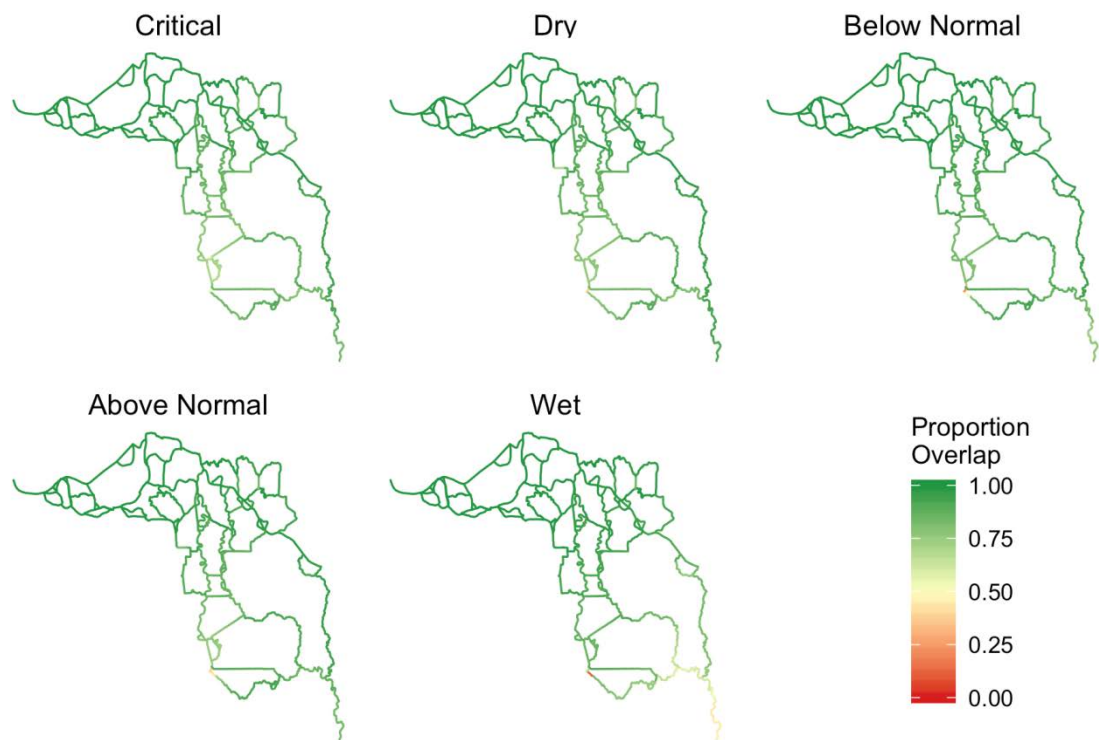 Critical
Dry
Below Normal
Above Normal
Wet
Proportion
Overlap
1.00
0.75
0.50
0.25
0.00